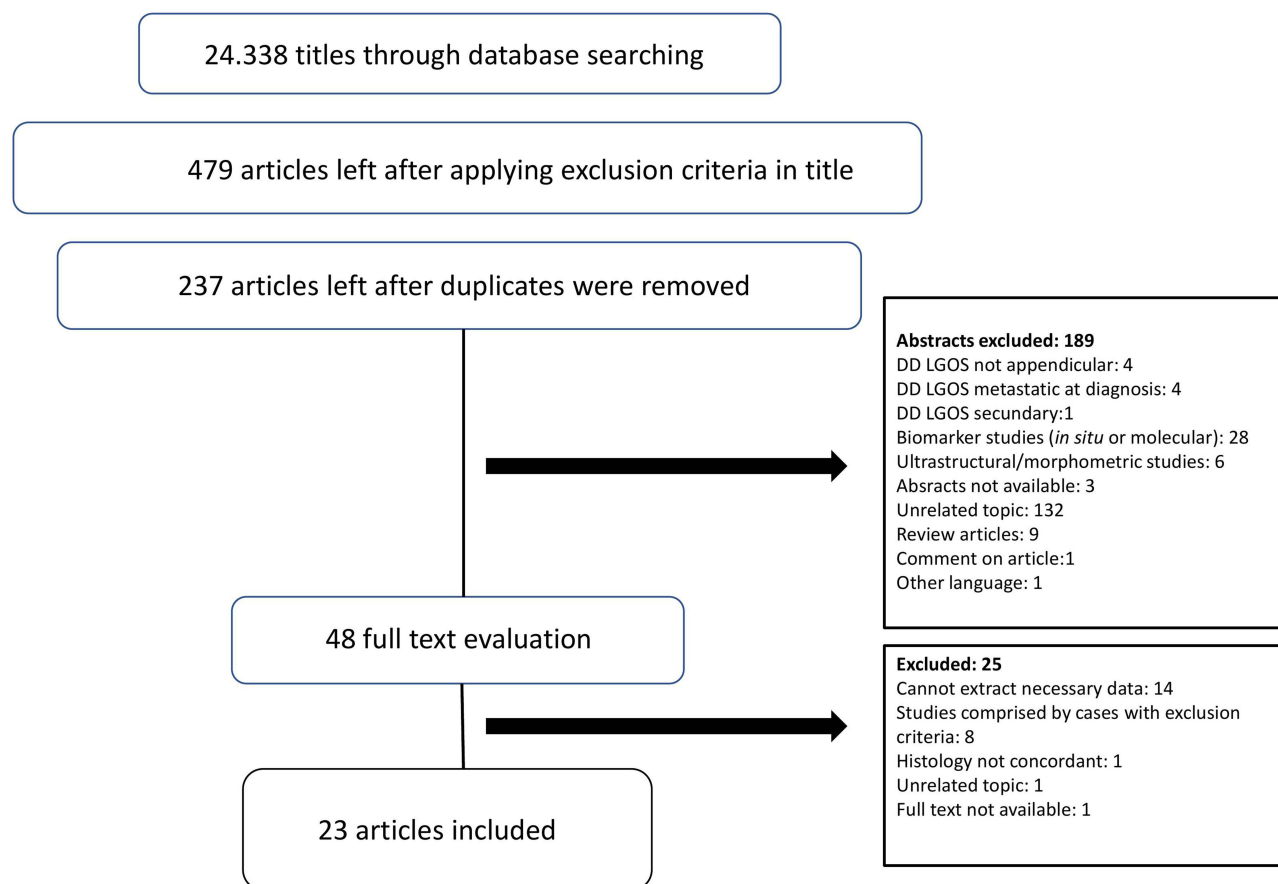 24.338 titles through database searching
479 articles left after applying exclusion criteria in title
237 articles left after duplicates were removed
Abstracts excluded: 189
DD LGOS not appendicular: 4
DD LGOS metastatic at diagnosis: 4
DD LGOS secundary:1
Biomarker studies (in situ or molecular): 28
Ultrastructural/morphometric studies: 6
Absracts not available: 3
Unrelated topic: 132
Review articles: 9
Comment on article:1
Other language: 1
48 full text evaluation
Excluded: 25
Cannot extract necessary data: 14
Studies comprised by cases with exclusion
criteria: 8
Histology not concordant: 1
Unrelated topic: 1
Full text not available: 1
23 articles included